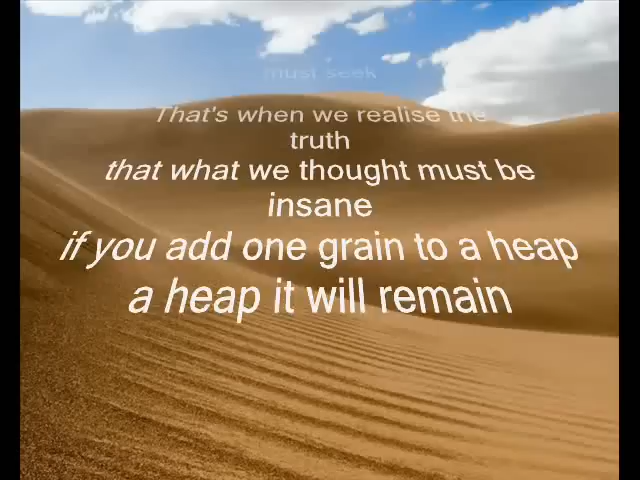 must seek
That's when we realise the
truth
that what we thought must be
insane
if you add one grain to a heap
a heap it will remain